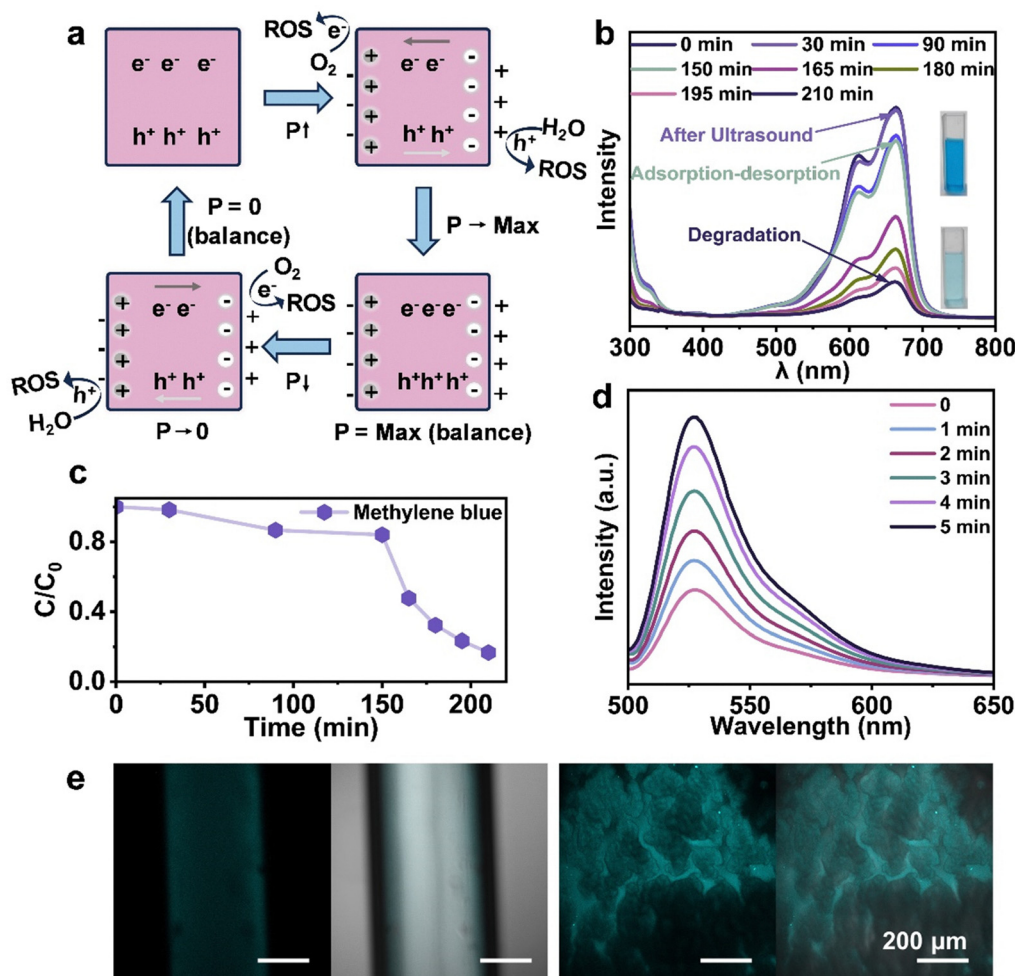 a
e⁻ e⁻ e⁻
h⁺ h⁺ h⁺
P↑
ROS e⁻
O₂
+ + + +
- - - -
e⁻ e⁻
h⁺ h⁺
- - - -
+ + + +
H₂O
h⁺
ROS
P → Max
+ + + +
- - - -
e⁻ e⁻ e⁻
h⁺ h⁺ h⁺
- - - -
+ + + +
P = Max (balance)
P↓
O₂
e⁻
ROS
+ + + +
- - - -
e⁻ e⁻
h⁺ h⁺
- - - -
+ + + +
ROS
h⁺
H₂O
P → 0
P = 0
(balance)
b
0 min 30 min 90 min
150 min 165 min 180 min
195 min 210 min
After Ultrasound
Adsorption-desorption
Degradation
Intensity
300 400 500 600 700 800
λ (nm)
c
Methylene blue
C/C₀
0.8
0.4
0.0
0 50 100 150 200
Time (min)
d
0
1 min
2 min
3 min
4 min
5 min
Intensity (a.u.)
500 550 600 650
Wavelength (nm)
e
200 μm